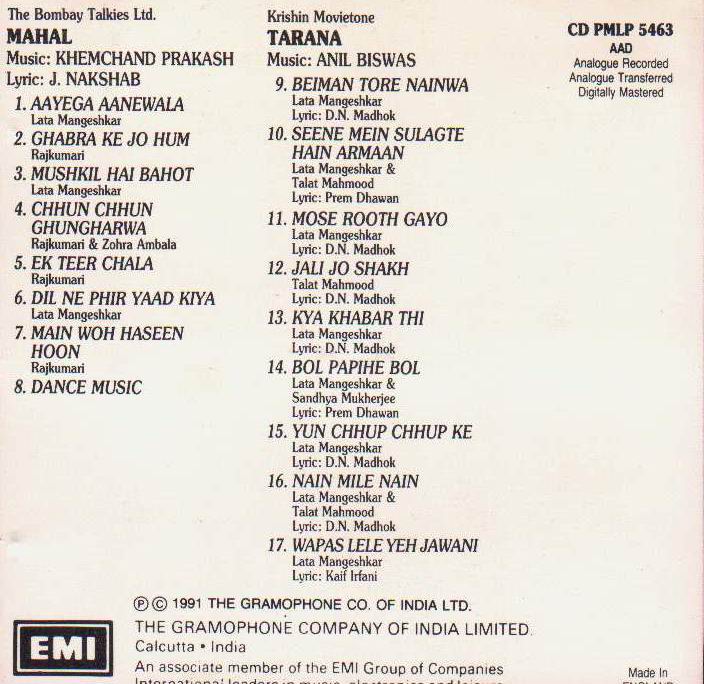 The Bombay Talkies Ltd.
MAHAL
Music: KHEMCHAND PRAKASH
Lyric: J. NAKSHAB
1. AAYEGA AANEWALA
Lata Mangeshkar
2. GHABRA KE JO HUM
Rajkumari
3. MUSHKIL HAI BAHOT
Lata Mangeshkar
4. CHHUN CHHUN
GHUNGHARWA
Rajkumari & Zohra Ambala
5. EK TEER CHALA
Rajkumari
6. DIL NE PHIR YAAD KIYA
Lata Mangeshkar
7. MAIN WOH HASEEN
HOON
Rajkumari
8. DANCE MUSIC
Krishin Movietone
TARANA
Music: ANIL BISWAS
9. BEIMAN TORE NAINWA
Lata Mangeshkar
Lyric: D.N. Madhok
10. SEENE MEIN SULAGTE
HAIN ARMAAN
Lata Mangeshkar &
Talat Mahmood
Lyric: Prem Dhawan
11. MOSE ROOTH GAYO
Lata Mangeshkar
Lyric: D.N. Madhok
12. JALI JO SHAKH
Talat Mahmood
Lyric: D.N. Madhok
13. KYA KHABAR THI
Lata Mangeshkar
Lyric: D.N. Madhok
14. BOL PAPIHE BOL
Lata Mangeshkar &
Sandhya Mukherjee
Lyric: Prem Dhawan
15. YUN CHHUP CHHUP KE
Lata Mangeshkar
Lyric: D.N. Madhok
16. NAIN MILE NAIN
Lata Mangeshkar &
Talat Mahmood
Lyric: D.N. Madhok
17. WAPAS LELE YEH JAWANI
Lata Mangeshkar
Lyric: Kaif Irfani
CD PMLP 5463
AAD
Analogue Recorded
Analogue Transferred
Digitally Mastered
℗ © 1991 THE GRAMOPHONE CO. OF INDIA LTD.
EMI
THE GRAMOPHONE COMPANY OF INDIA LIMITED.
Calcutta • India
An associate member of the EMI Group of Companies
International leaders in music, electronics and leisure
Made in
ENGLAND